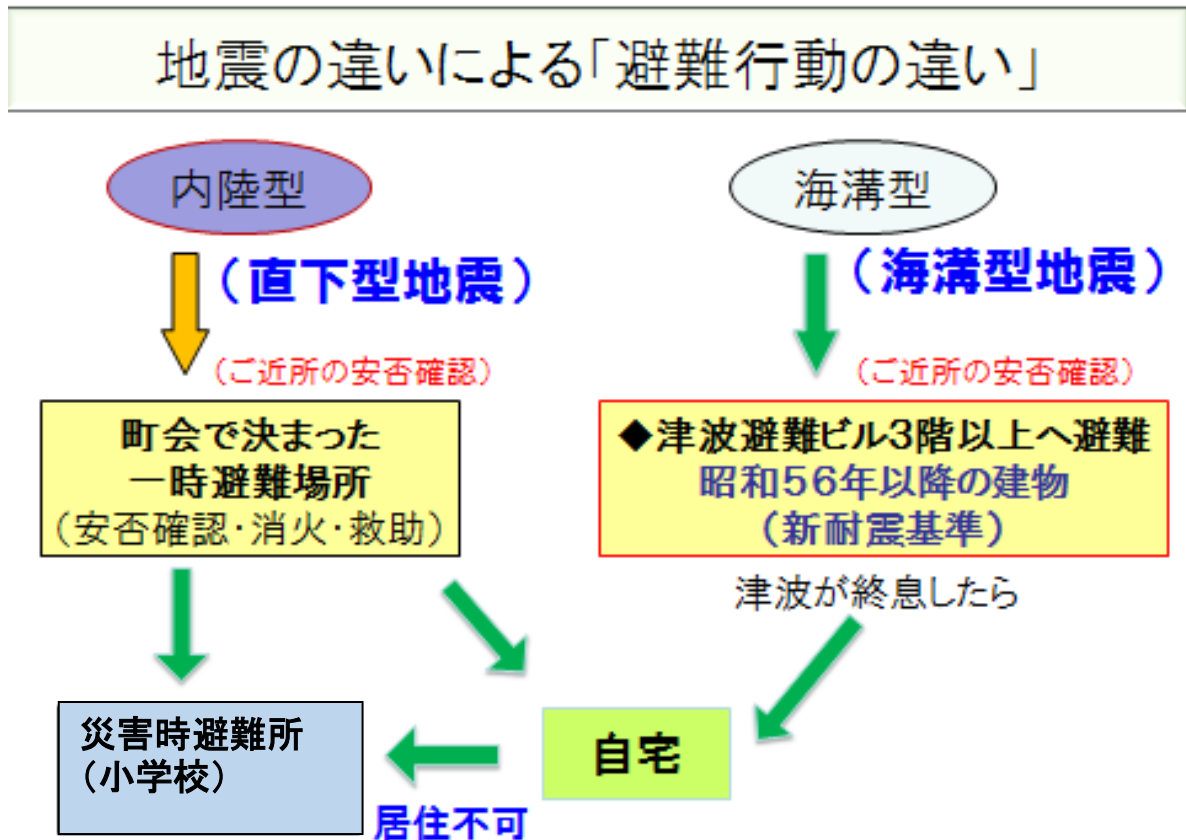 地震の違いによる「避難行動の違い」
内陸型
（直下型地震）
（ご近所の安否確認）
町会で決まった
一時避難場所
（安否確認・消火・救助）
海溝型
（海溝型地震）
（ご近所の安否確認）
◆津波避難ビル3階以上へ避難
昭和56年以降の建物
（新耐震基準）
津波が終息したら
災害時避難所
（小学校）
自宅
居住不可